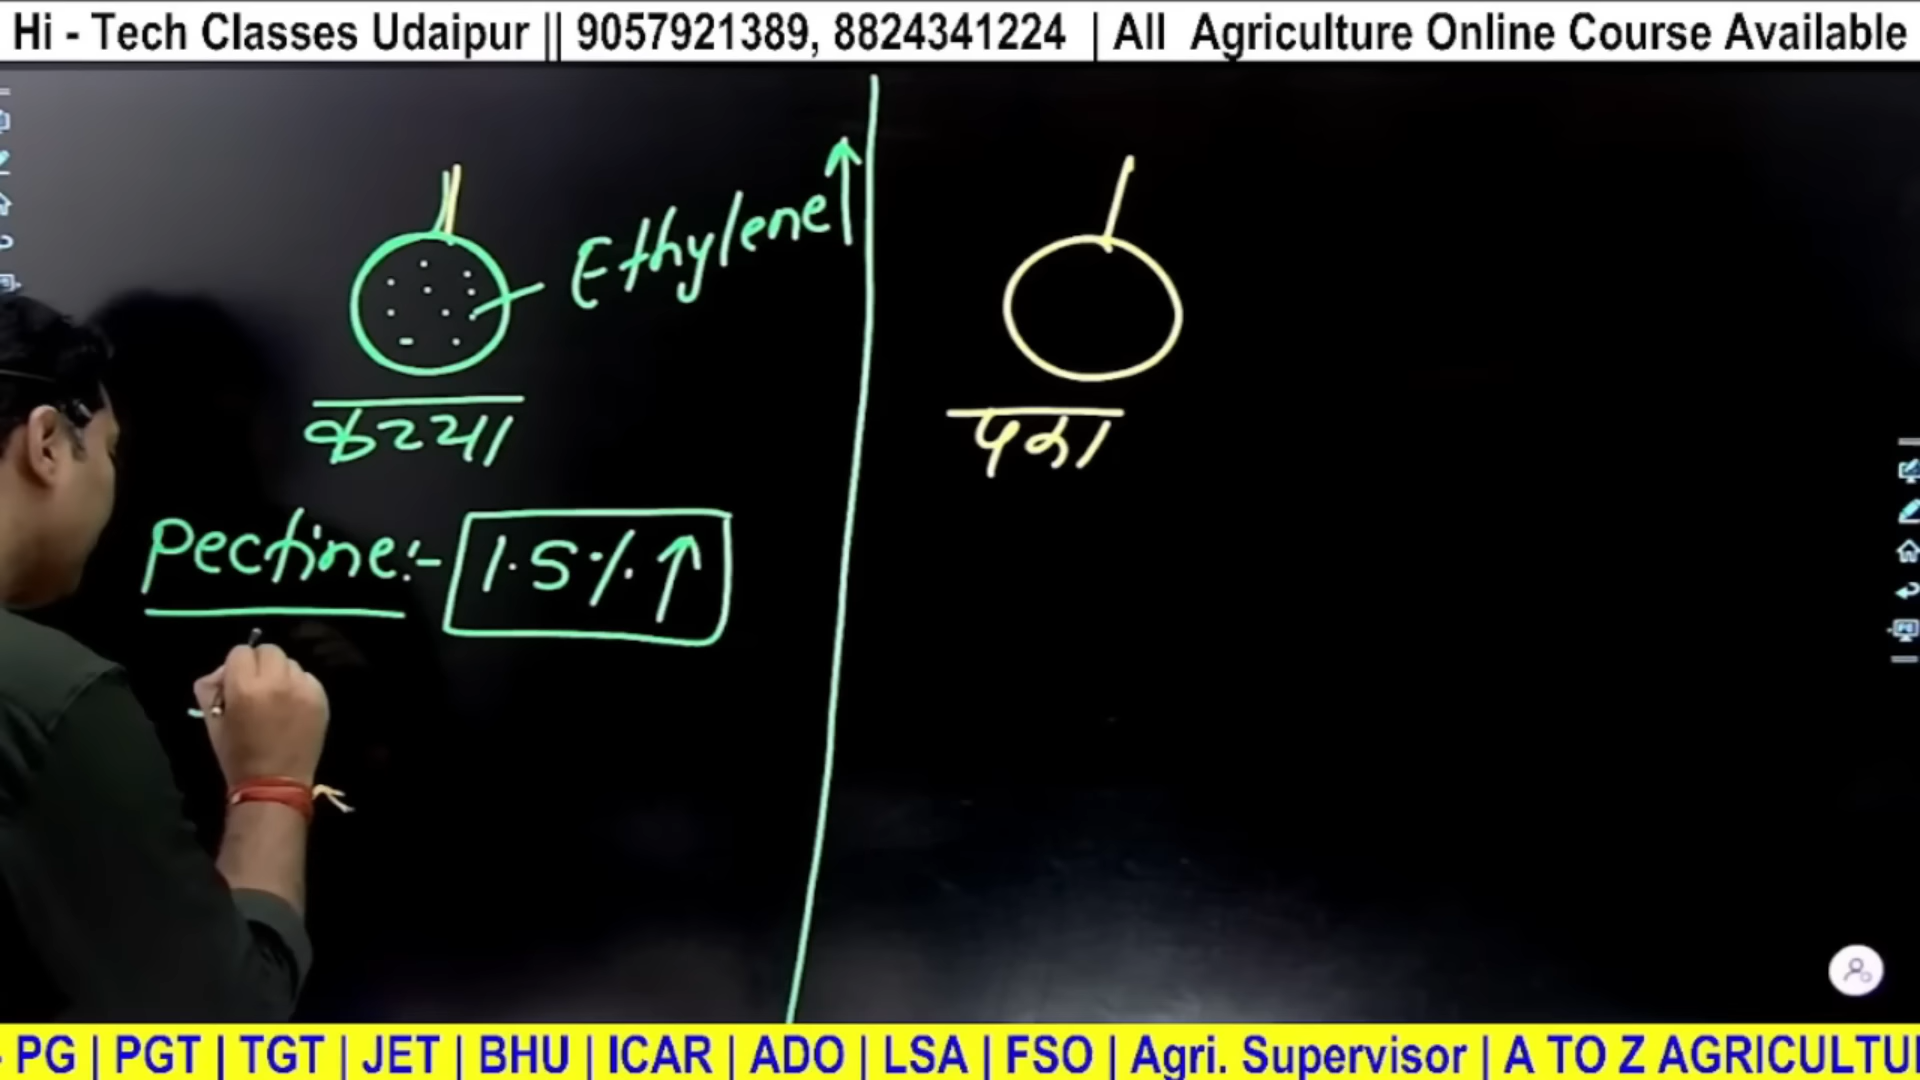 Hi - Tech Classes Udaipur || 9057921389, 8824341224 | All Agriculture Online Course Available
Ethylene↑
कच्चा
पका
Pectine:- 1.5%↑
PG | PGT | TGT | JET | BHU | ICAR | ADO | LSA | FSO | Agri. Supervisor | A TO Z AGRICULTU